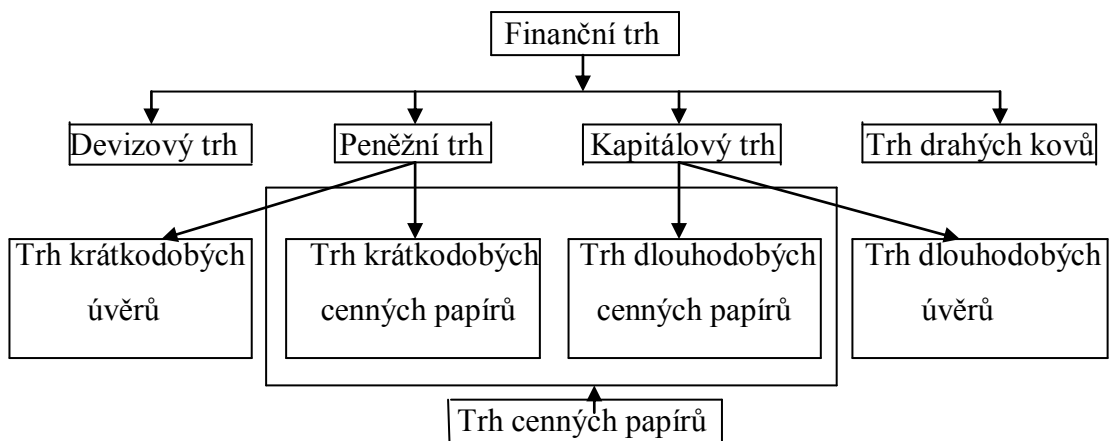 Finanční trh
Devizový trh
Peněžní trh
Kapitálový trh
Trh drahých kovů
Trh krátkodobých
úvěrů
Trh krátkodobých
cenných papírů
Trh dlouhodobých
cenných papírů
Trh dlouhodobých
úvěrů
Trh cenných papírů